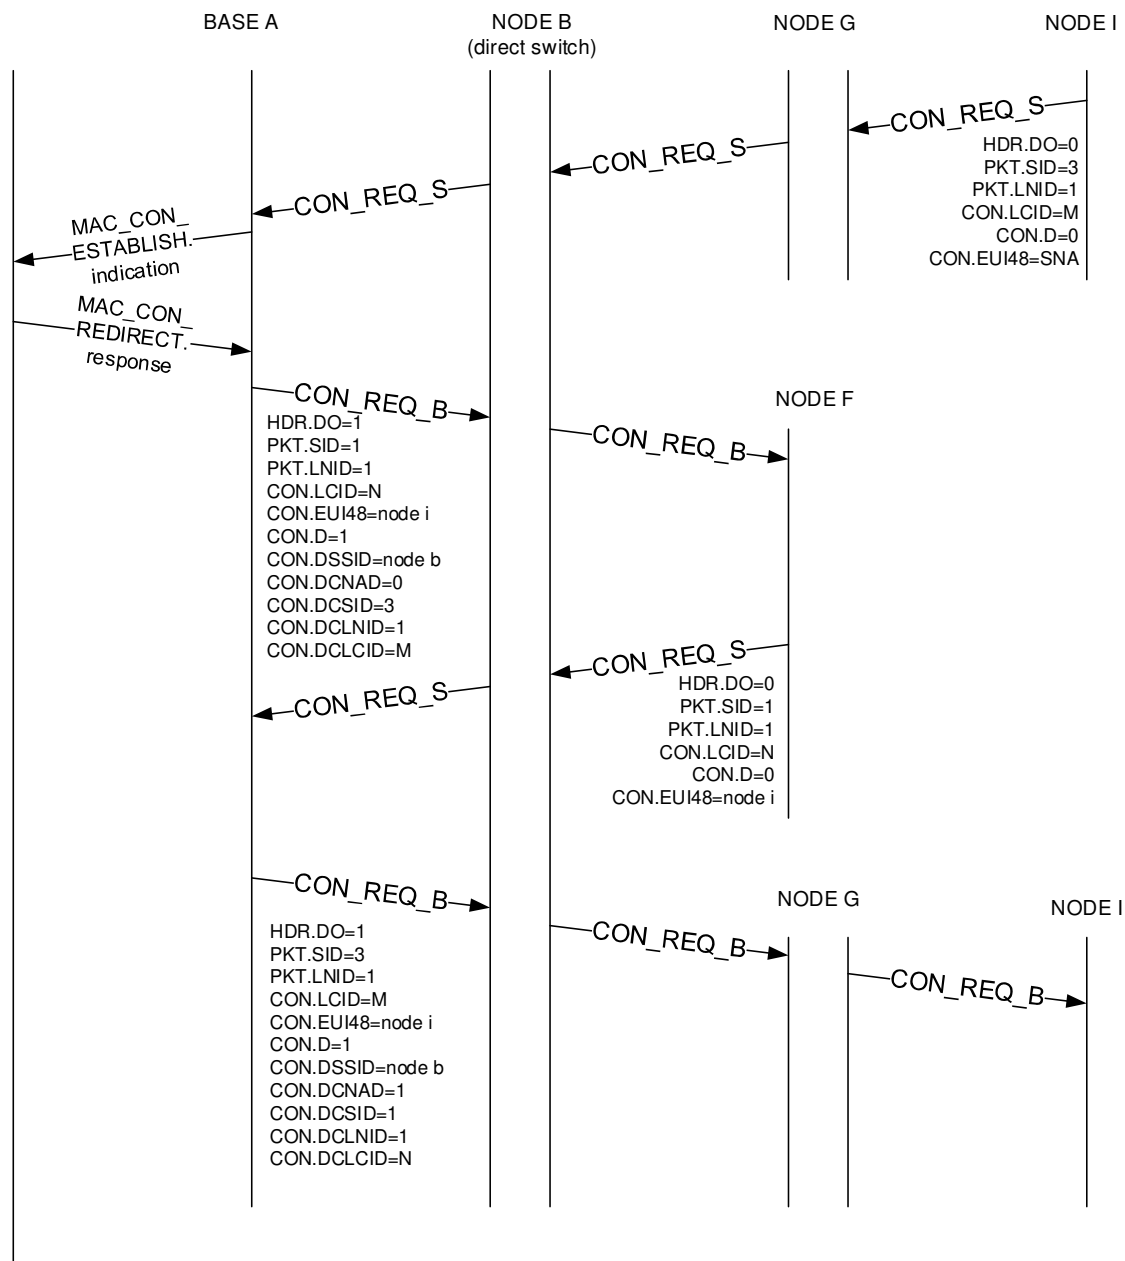 BASE A
NODE B
(direct switch)
NODE G
NODE I
CON_REQ_S
HDR.DO=0
PKT.SID=3
PKT.LNID=1
CON.LCID=M
CON.D=0
CON.EUI48=SNA
CON_REQ_S
CON_REQ_S
MAC_CON_
ESTABLISH.
indication
MAC_CON_
REDIRECT.
response
CON_REQ_B
HDR.DO=1
PKT.SID=1
PKT.LNID=1
CON.LCID=N
CON.EUI48=node i
CON.D=1
CON.DSSID=node b
CON.DCNAD=0
CON.DCSID=3
CON.DCLNID=1
CON.DCLCID=M
NODE F
CON_REQ_B
CON_REQ_S
HDR.DO=0
PKT.SID=1
PKT.LNID=1
CON.LCID=N
CON.D=0
CON.EUI48=node i
CON_REQ_S
CON_REQ_B
HDR.DO=1
PKT.SID=3
PKT.LNID=1
CON.LCID=M
CON.EUI48=node i
CON.D=1
CON.DSSID=node b
CON.DCNAD=1
CON.DCSID=1
CON.DCLNID=1
CON.DCLCID=N
NODE G
NODE I
CON_REQ_B
CON_REQ_B